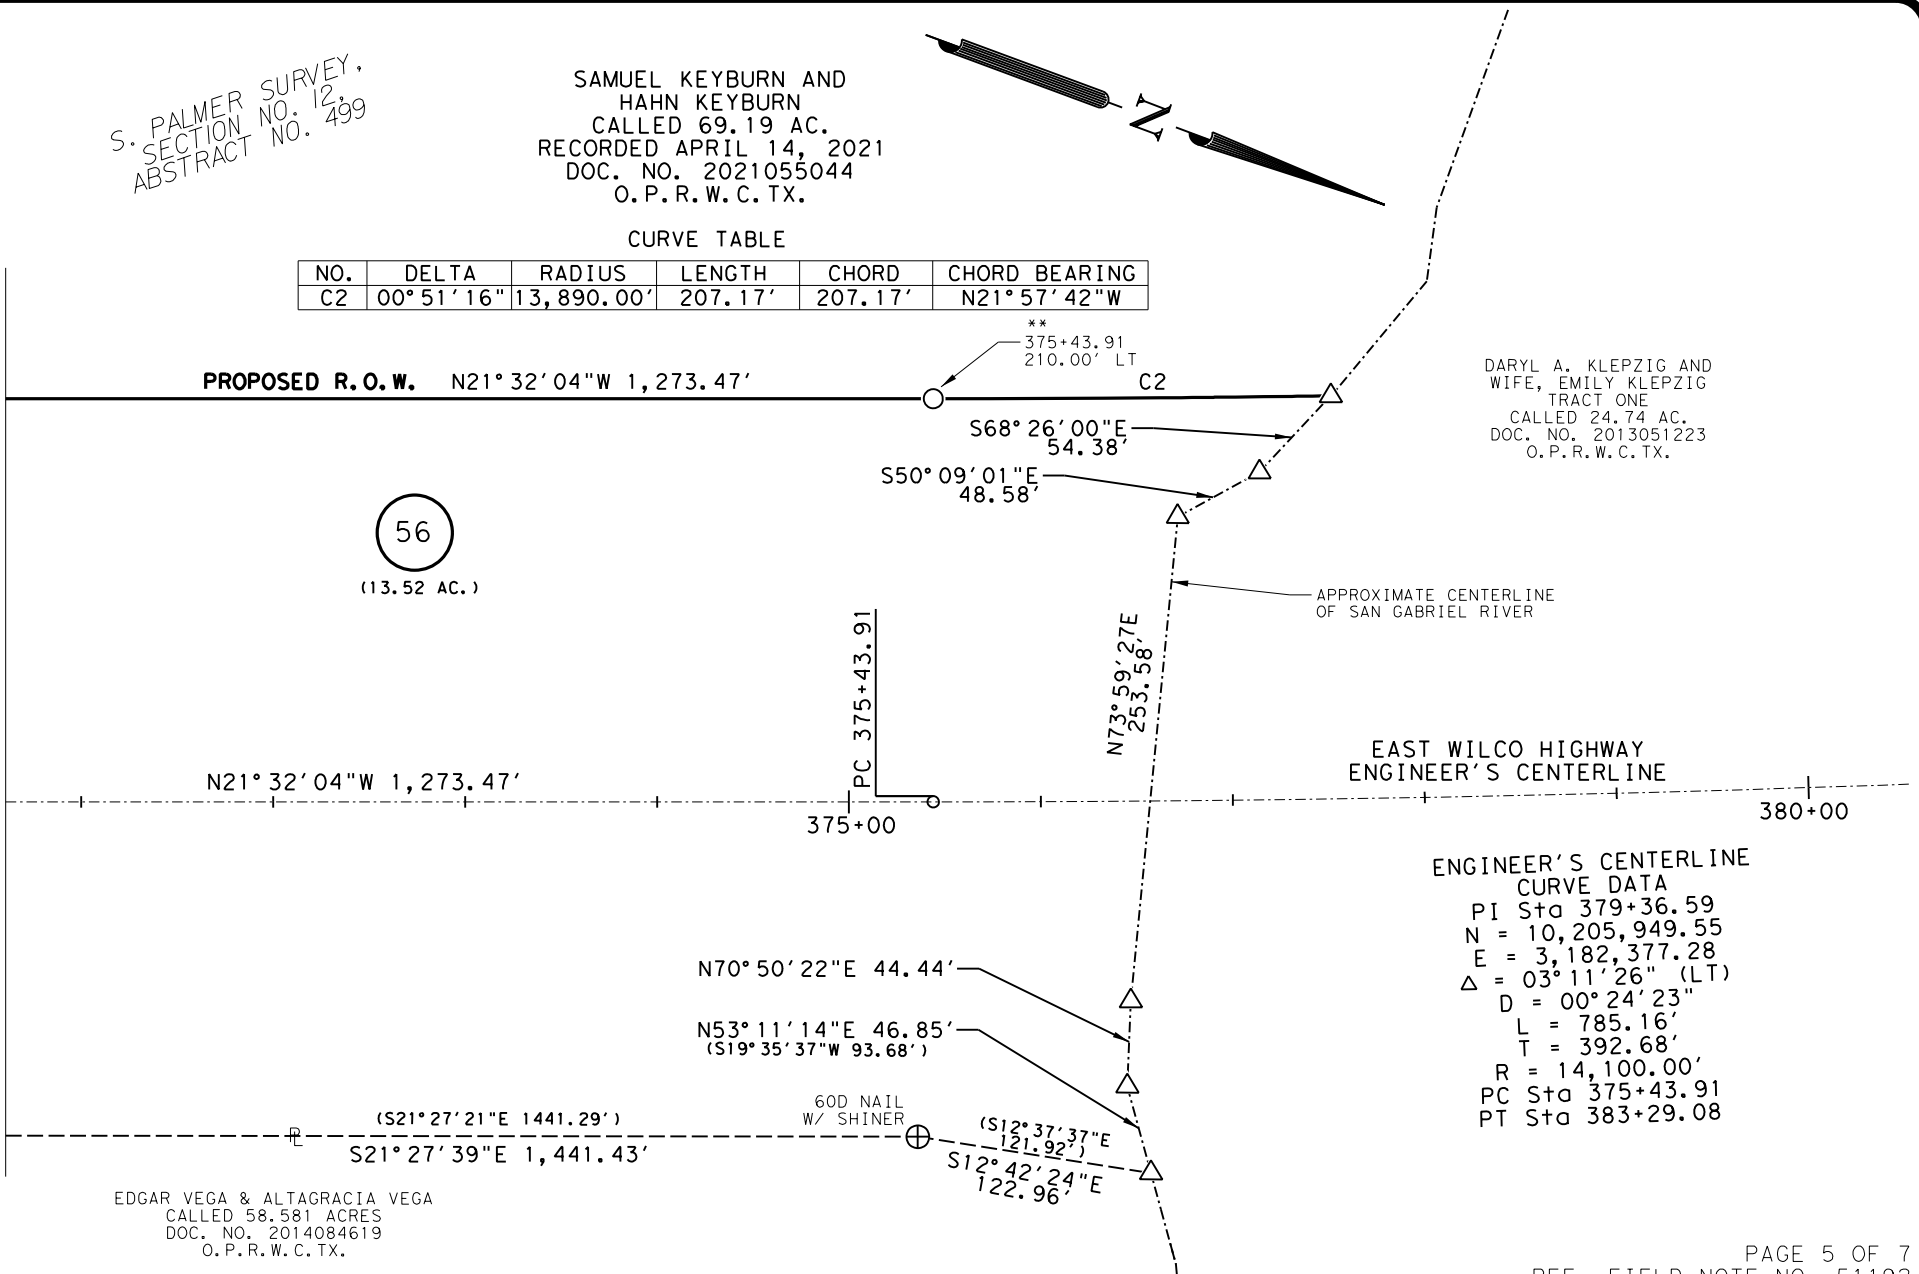 S. PALMER SURVEY,
SECTION NO. 12,
ABSTRACT NO. 499
SAMUEL KEYBURN AND
HAHN KEYBURN
CALLED 69.19 AC.
RECORDED APRIL 14, 2021
DOC. NO. 2021055044
O.P.R.W.C.TX.
N
CURVE TABLE
NO. DELTA RADIUS LENGTH CHORD CHORD BEARING
C2 00°51'16" 13,890.00' 207.17' 207.17' N21°57'42"W
**
375+43.91
210.00' LT
PROPOSED R.O.W. N21°32'04"W 1,273.47'
C2
DARYL A. KLEPZIG AND
WIFE, EMILY KLEPZIG
TRACT ONE
CALLED 24.74 AC.
DOC. NO. 2013051223
O.P.R.W.C.TX.
S68°26'00"E
54.38'
S50°09'01"E
48.58'
56
(13.52 AC.)
APPROXIMATE CENTERLINE
OF SAN GABRIEL RIVER
PC 375+43.91
N73°59'27E
253.58'
EAST WILCO HIGHWAY
ENGINEER'S CENTERLINE
N21°32'04"W 1,273.47'
375+00
380+00
ENGINEER'S CENTERLINE
CURVE DATA
PI Sta 379+36.59
N = 10,205,949.55
E = 3,182,377.28
△ = 03°11'26" (LT)
D = 00°24'23"
L = 785.16'
T = 392.68'
R = 14,100.00'
PC Sta 375+43.91
PT Sta 383+29.08
N70°50'22"E 44.44'
N53°11'14"E 46.85'
(S19°35'37"W 93.68')
60D NAIL
W/ SHINER
(S21°27'21"E 1441.29')
PL
S21°27'39"E 1,441.43'
(S12°37'37"E
121.92')
S12°42'24"E
122.96'
EDGAR VEGA & ALTAGRACIA VEGA
CALLED 58.581 ACRES
DOC. NO. 2014084619
O.P.R.W.C.TX.
PAGE 5 OF 7